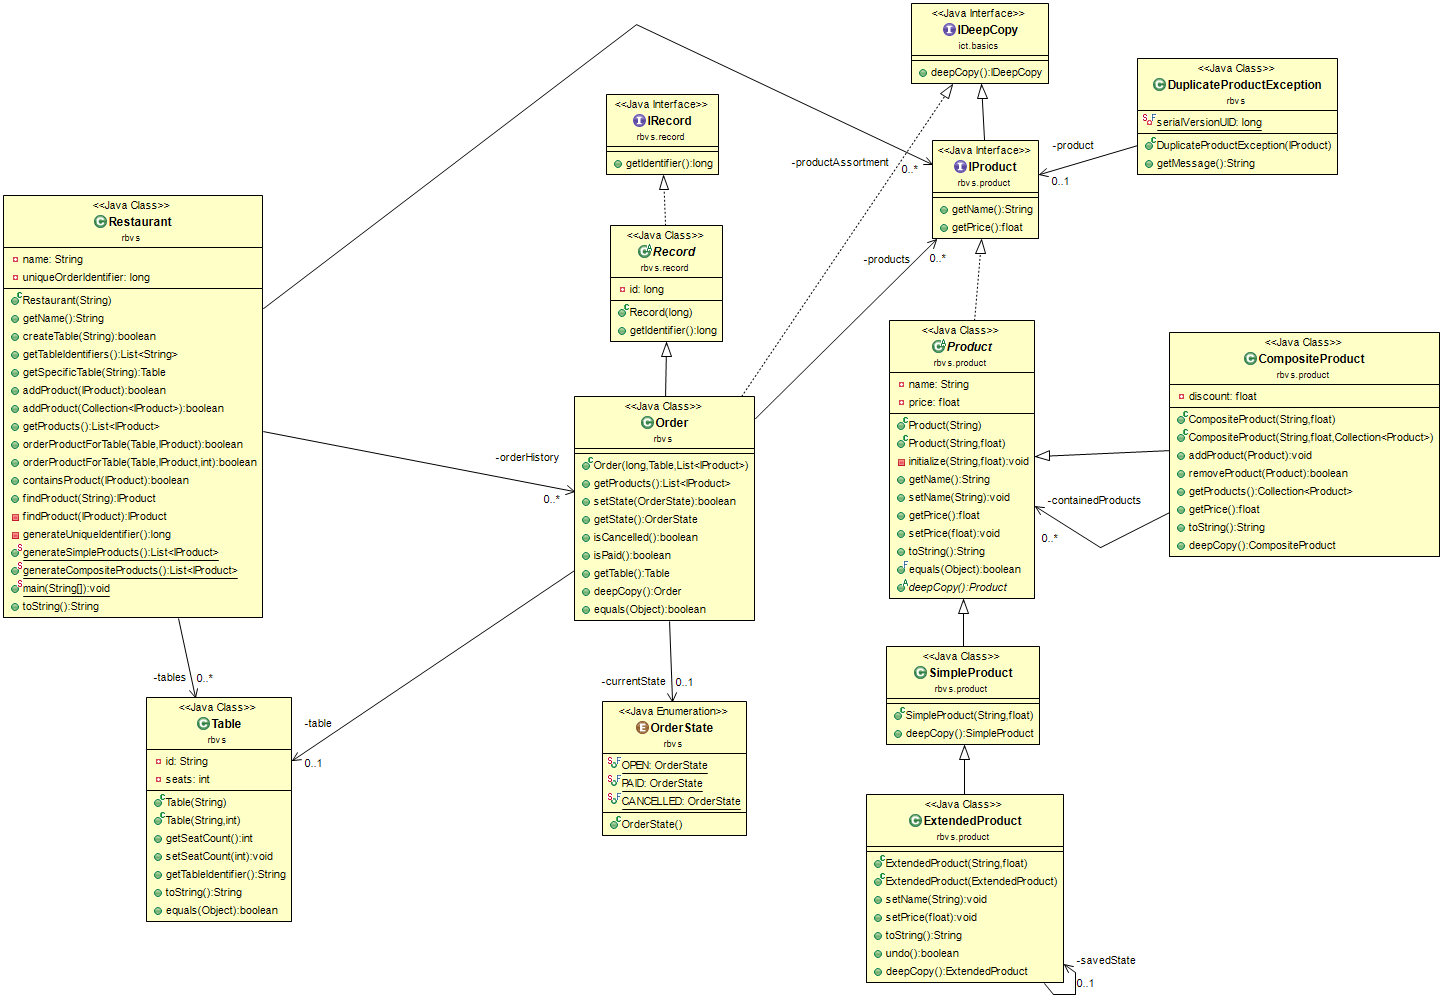 <<Java Interface>>
IDeepCopy
ict.basics
deepCopy():IDeepCopy
<<Java Class>>
DuplicateProductException
rbvs
serialVersionUID: long
DuplicateProductException(IProduct)
getMessage():String
-product
0..1
<<Java Interface>>
IRecord
rbvs.record
getIdentifier():long
<<Java Interface>>
IProduct
rbvs.product
getName():String
getPrice():float
-productAssortment
0..*
<<Java Class>>
Restaurant
rbvs
name: String
uniqueOrderIdentifier: long
Restaurant(String)
getName():String
createTable(String):boolean
getTableIdentifiers():List<String>
getSpecificTable(String):Table
addProduct(IProduct):boolean
addProduct(Collection<IProduct>):boolean
getProducts():List<IProduct>
orderProductForTable(Table,IProduct):boolean
orderProductForTable(Table,IProduct,int):boolean
containsProduct(IProduct):boolean
findProduct(String):IProduct
findProduct(IProduct):IProduct
generateUniqueIdentifier():long
generateSimpleProducts():List<IProduct>
generateCompositeProducts():List<IProduct>
main(String[]):void
toString():String
<<Java Class>>
Record
rbvs.record
id: long
Record(long)
getIdentifier():long
-products
0..*
<<Java Class>>
Product
rbvs.product
name: String
price: float
Product(String)
Product(String,float)
initialize(String,float):void
getName():String
setName(String):void
getPrice():float
setPrice(float):void
toString():String
equals(Object):boolean
deepCopy():Product
<<Java Class>>
CompositeProduct
rbvs.product
discount: float
CompositeProduct(String,float)
CompositeProduct(String,float,Collection<Product>)
addProduct(Product):void
removeProduct(Product):boolean
getProducts():Collection<Product>
getPrice():float
toString():String
deepCopy():CompositeProduct
-containedProducts
0..*
<<Java Class>>
Order
rbvs
Order(long,Table,List<IProduct>)
getProducts():List<IProduct>
setState(OrderState):boolean
getState():OrderState
isCancelled():boolean
isPaid():boolean
getTable():Table
deepCopy():Order
equals(Object):boolean
-orderHistory
0..*
-tables
0..*
-table
0..1
-currentState
0..1
<<Java Class>>
Table
rbvs
id: String
seats: int
Table(String)
Table(String,int)
getSeatCount():int
setSeatCount(int):void
getTableIdentifier():String
toString():String
equals(Object):boolean
<<Java Enumeration>>
OrderState
rbvs
OPEN: OrderState
PAID: OrderState
CANCELLED: OrderState
OrderState()
<<Java Class>>
SimpleProduct
rbvs.product
SimpleProduct(String,float)
deepCopy():SimpleProduct
<<Java Class>>
ExtendedProduct
rbvs.product
ExtendedProduct(String,float)
ExtendedProduct(ExtendedProduct)
setName(String):void
setPrice(float):void
toString():String
undo():boolean
deepCopy():ExtendedProduct
-savedState
0..1